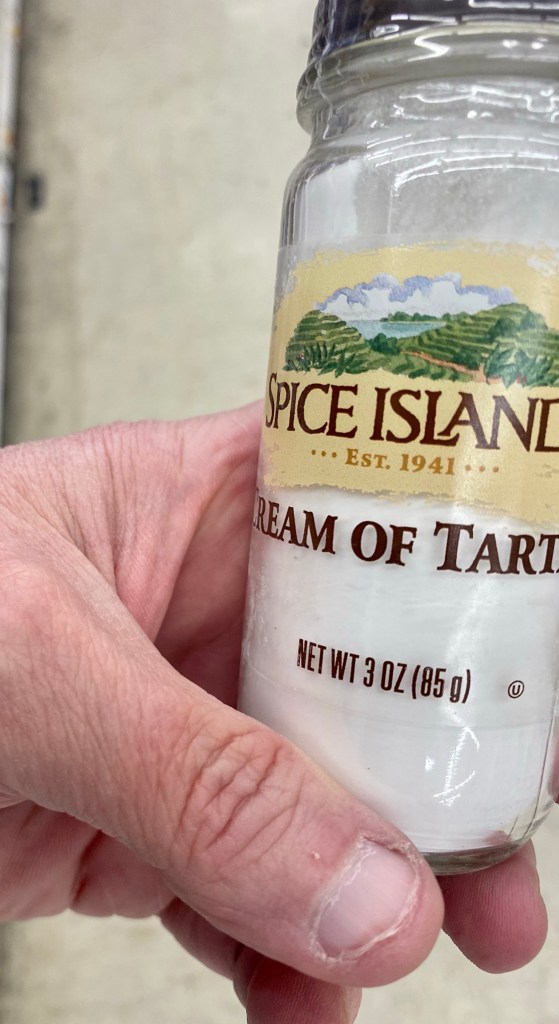 SPICE ISLAND
··· EST. 1941 ···
REAM OF TART
NET WT 3 OZ (85 g)
U